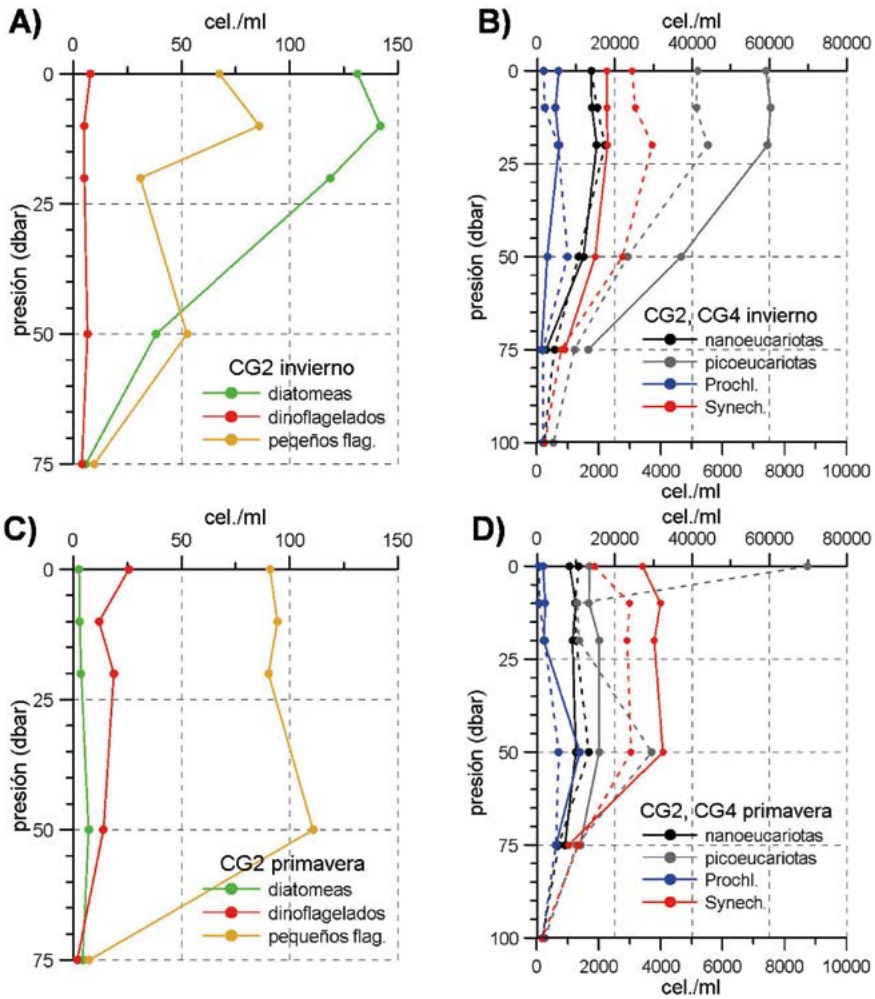 A)
cel./ml
0 50 100 150
0
25
50
75
presión (dbar)
CG2 invierno
diatomeas
dinoflagelados
peqeños flag.
B)
cel./ml
0 20000 40000 60000 80000
0
25
50
75
100
presión (dbar)
CG2, CG4 invierno
nanoeucariotas
picoeucariotas
Prochl.
Synech.
0 2000 4000 6000 8000 10000
cel./ml
C)
cel./ml
0 50 100 150
0
25
50
75
presión (dbar)
CG2 primavera
diatomeas
dinoflagelados
pequeños flag.
D)
cel./ml
0 20000 40000 60000 80000
0
25
50
75
100
presión (dbar)
CG2, CG4 primavera
nanoeucariotas
picoeucariotas
Prochl.
Synech.
0 2000 4000 6000 8000 10000
cel./ml